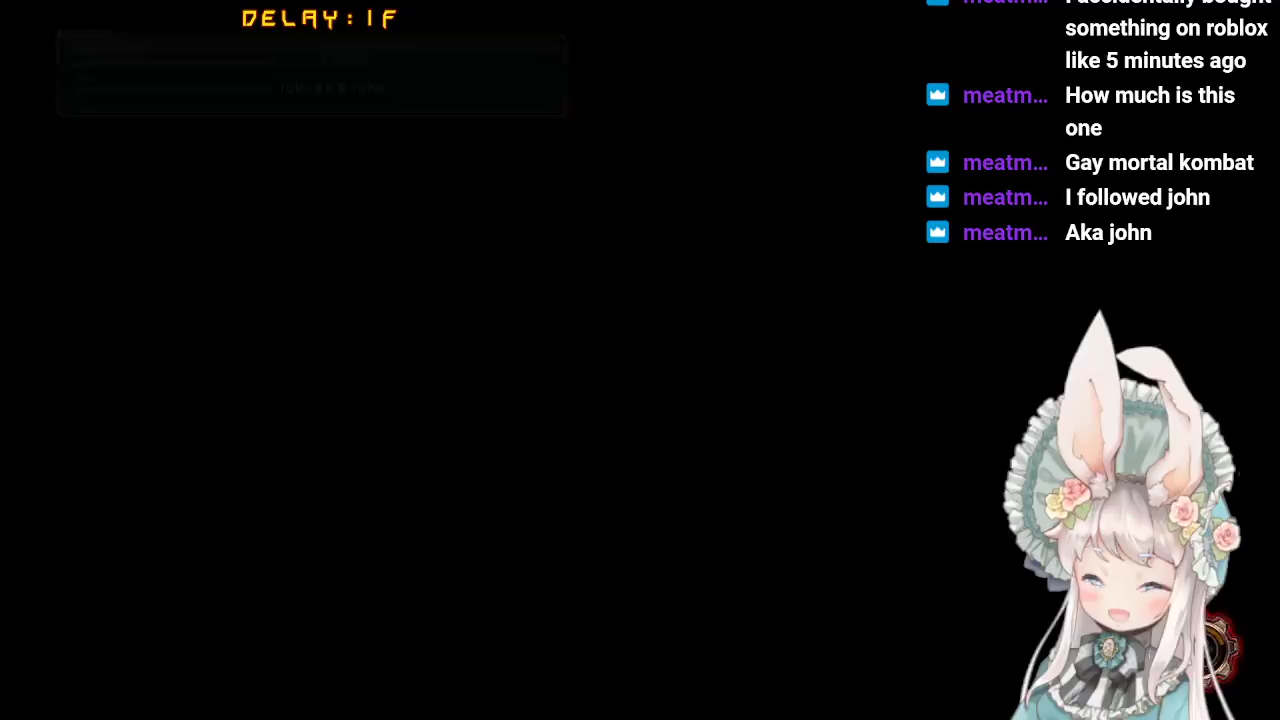 DELAY:1F
something on roblox
like 5 minutes ago
meatm... How much is this
one
meatm... Gay mortal kombat
meatm... I followed john
meatm... Aka john